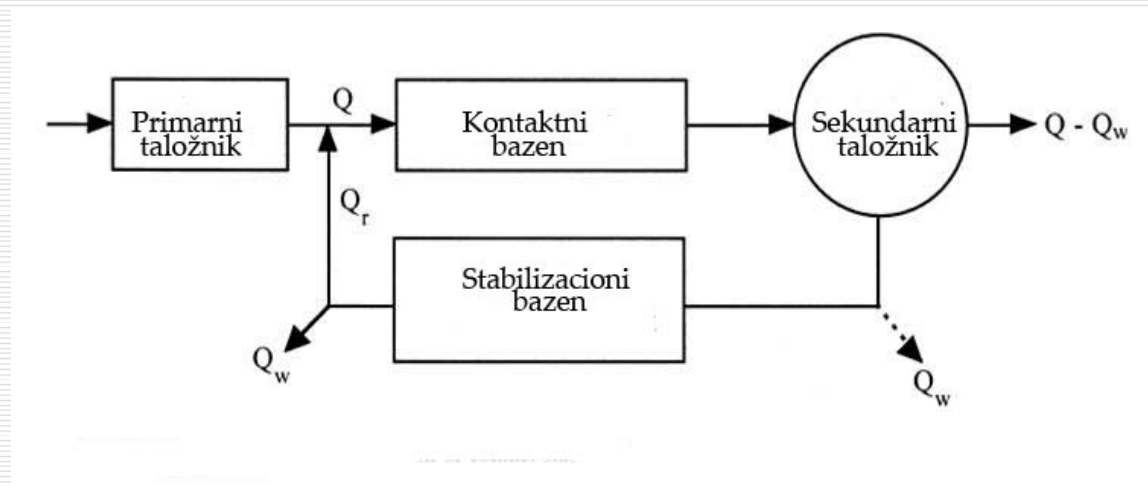 Primarni
taložnik
Q
Kontaktni
bazen
Sekundarni
taložnik
Q - Qw
Qr
Stabilizacioni
bazen
Qw
Qw